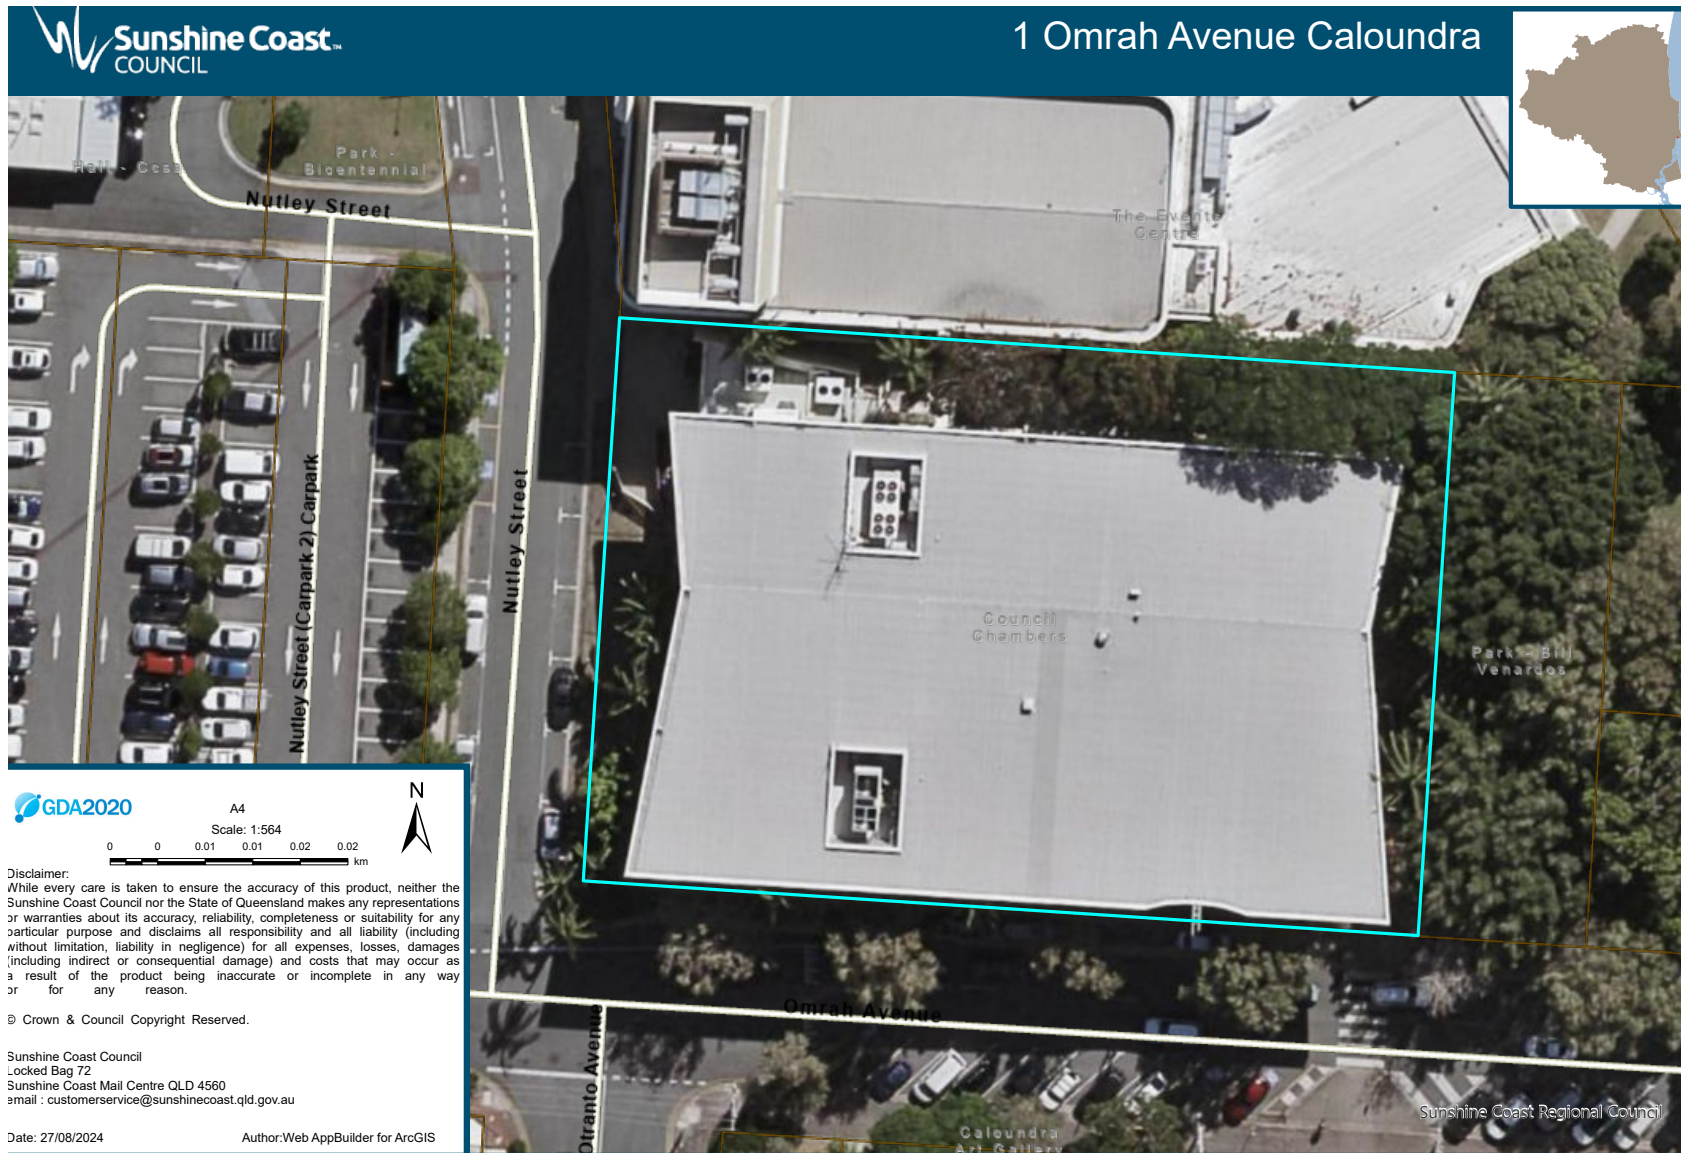 Sunshine Coast™
COUNCIL
1 Omrah Avenue Caloundra
Hall - Ccsa
Park -
Bicentennial
Nutley Street
The Events
Centre
Nutley Street (Carpark 2) Carpark
Nutley Street
Council
Chambers
Park - Bill
Venardos
GDA2020
A4
Scale: 1:564
N
0 0 0.01 0.01 0.02 0.02
km
Disclaimer:
While every care is taken to ensure the accuracy of this product, neither the
Sunshine Coast Council nor the State of Queensland makes any representations
or warranties about its accuracy, reliability, completeness or suitability for any
particular purpose and disclaims all responsibility and all liability (including
without limitation, liability in negligence) for all expenses, losses, damages
(including indirect or consequential damage) and costs that may occur as
a result of the product being inaccurate or incomplete in any way
or for any reason.
© Crown & Council Copyright Reserved.
Sunshine Coast Council
Locked Bag 72
Sunshine Coast Mail Centre QLD 4560
email : customerservice@sunshinecoast.qld.gov.au
Date: 27/08/2024
Author:Web AppBuilder for ArcGIS
Omrah Avenue
Otranto Avenue
Caloundra
Art Gallery
Sunshine Coast Regional Council